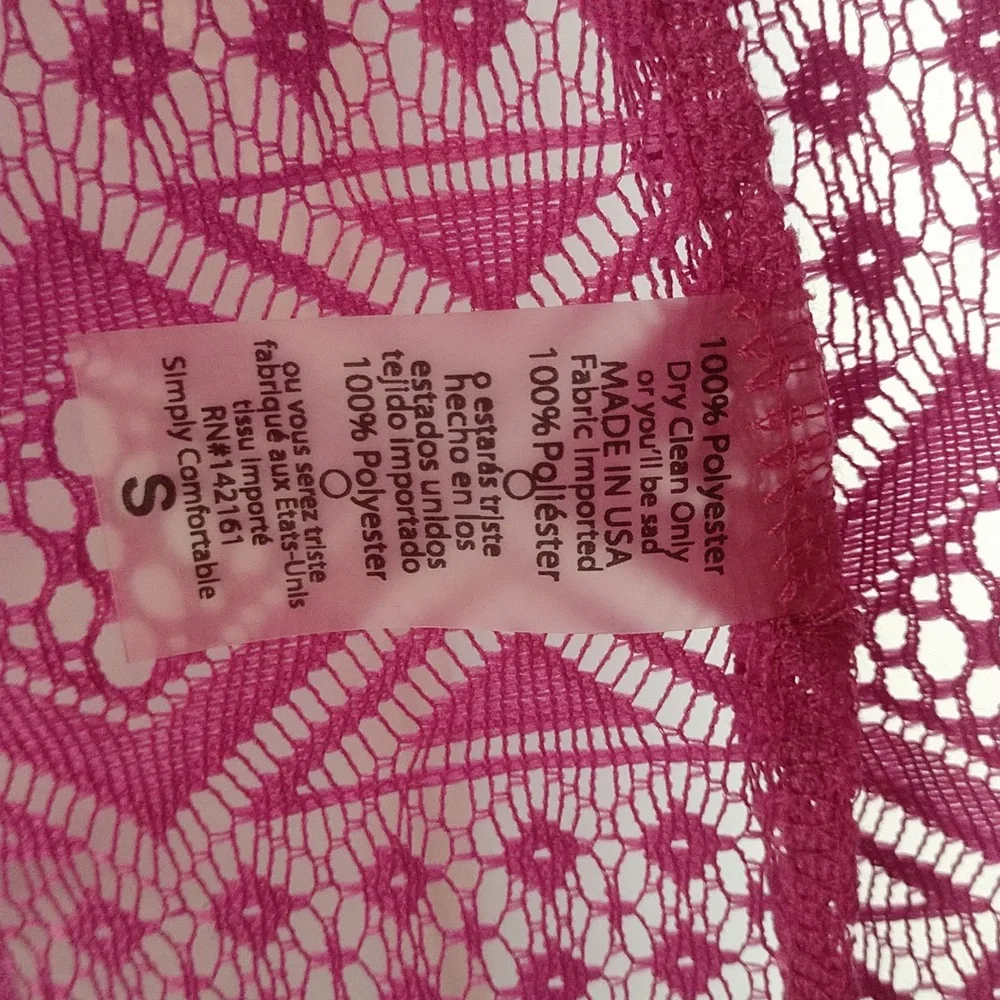 100% Polyester
Dry Clean Only
or you'll be sad
MADE IN USA
Fabric Imported
100% Poliéster
o estarás triste
hecho en los
estados unidos
tejido importado
100% Polyester
ou vous serez triste
fabriqué aux États-Unis
tissu importé
RN#142161
Simply Comfortable
S